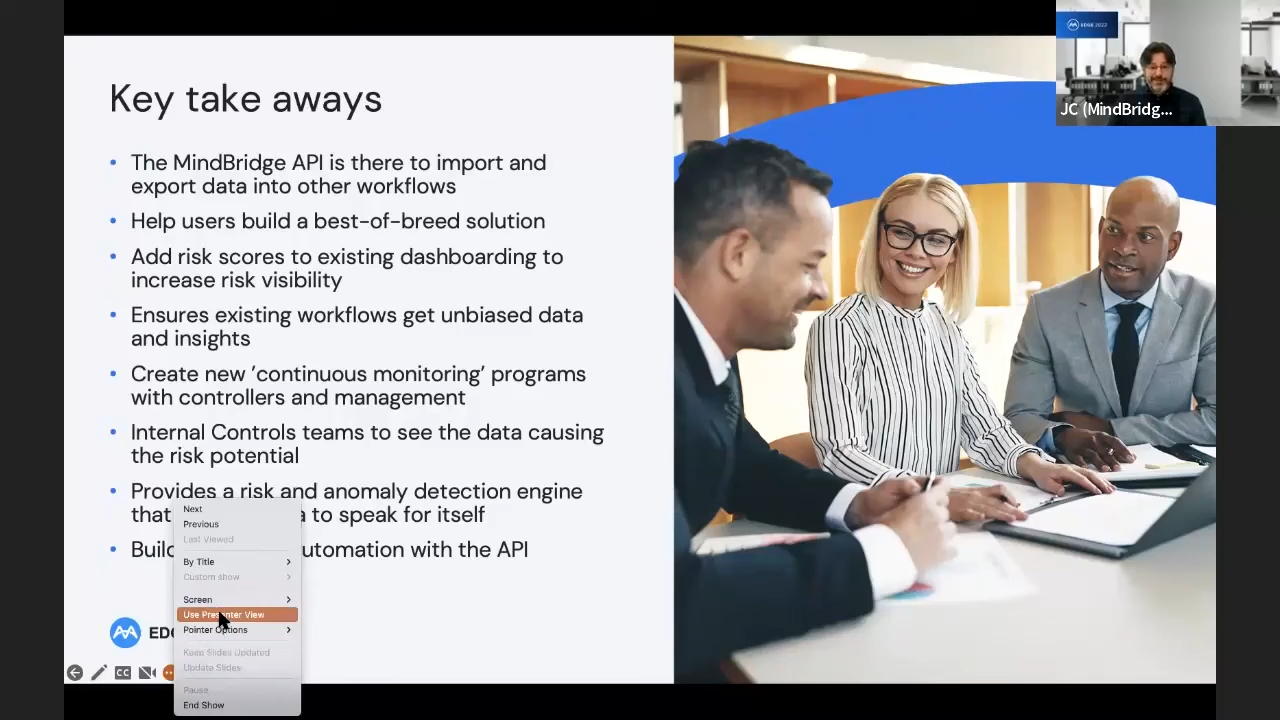 EDGE 2022
JC (MindBridg...
Key take aways
• The MindBridge API is there to import and
export data into other workflows
• Help users build a best-of-breed solution
• Add risk scores to existing dashboarding to
increase risk visibility
• Ensures existing workflows get unbiased data
and insights
• Create new ’continuous monitoring’ programs
with controllers and management
• Internal Controls teams to see the data causing
the risk potential
• Provides a risk and anomaly detection engine
that a to speak for itself
• Build utomation with the API
EDG
CC
Next
Previous
Last Viewed
By Title
Custom show
Screen
Use Presenter View
Pointer Options
Keep Slides Updated
Update Slides
Pause
End Show